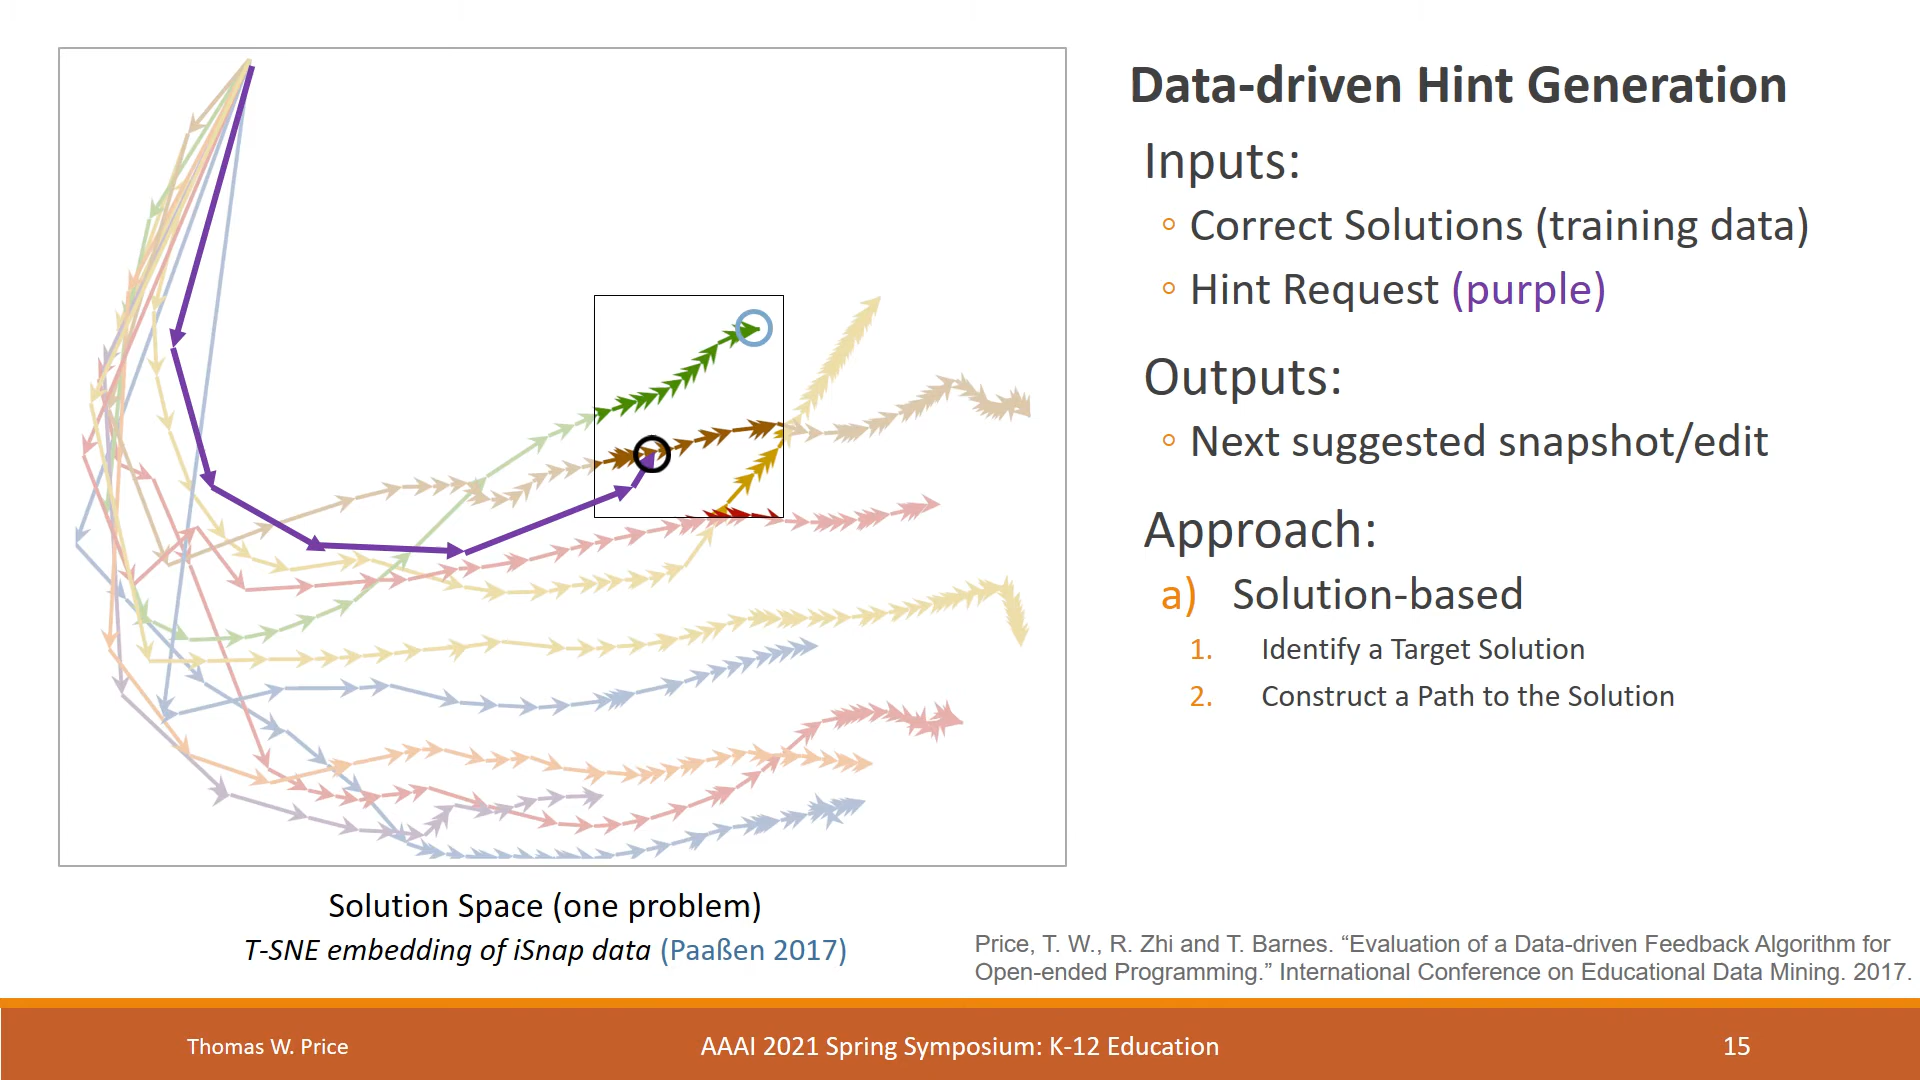 Data-driven Hint Generation
Inputs:
Correct Solutions (training data)
Hint Request (purple)
Outputs:
Next suggested snapshot/edit
Approach:
a) Solution-based
1. Identify a Target Solution
2. Construct a Path to the Solution
Solution Space (one problem)
T-SNE embedding of iSnap data (Paaßen 2017)
Price, T. W., R. Zhi and T. Barnes. “Evaluation of a Data-driven Feedback Algorithm for
Open-ended Programming.” International Conference on Educational Data Mining. 2017.
Thomas W. Price
AAAI 2021 Spring Symposium: K-12 Education
15